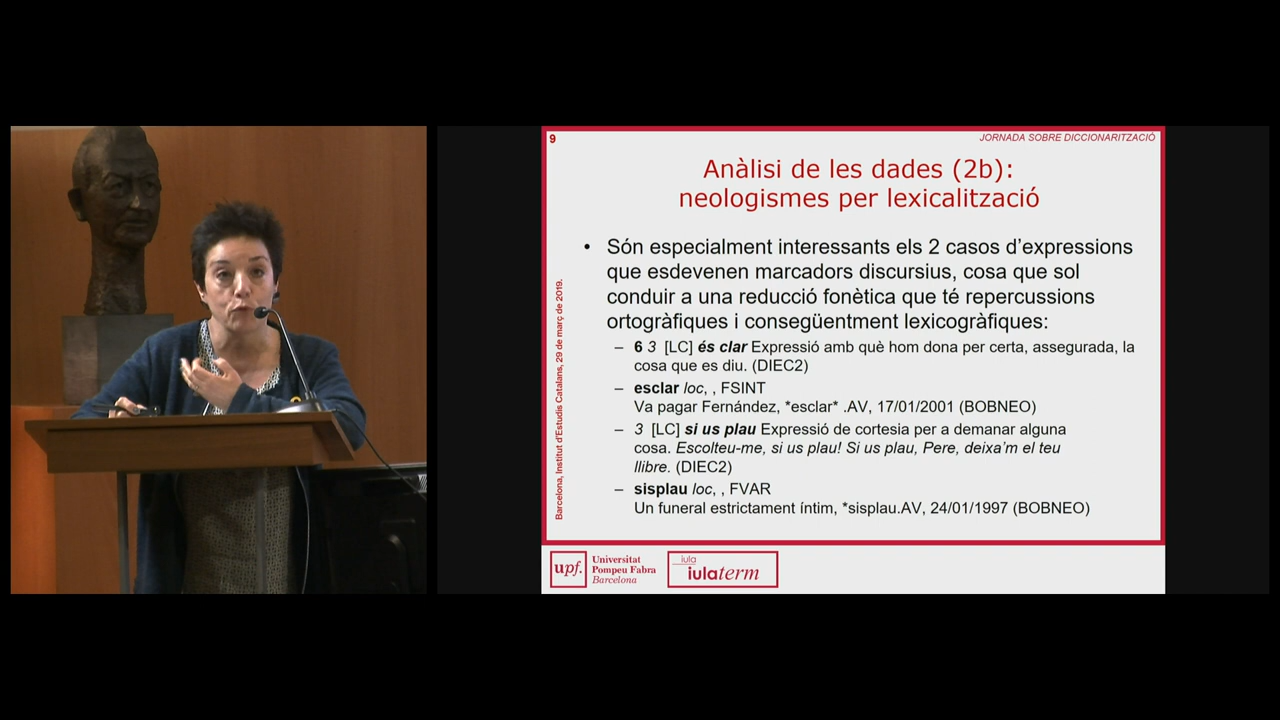 9
JORNADA SOBRE DICCIONARITZACIÓ
Anàlisi de les dades (2b):
neologismes per lexicalització
• Són especialment interessants els 2 casos d’expressions
que esdevenen marcadors discursius, cosa que sol
conduir a una reducció fonètica que té repercussions
ortogràfiques i consegüentment lexicogràfiques:
– 6 3 [LC] és clar Expressió amb què hom dona per certa, assegurada, la
cosa que es diu. (DIEC2)
– esclar loc, , FSINT
Va pagar Fernández, *esclar* .AV, 17/01/2001 (BOBNEO)
– 3 [LC] si us plau Expressió de cortesia per a demanar alguna
cosa. Escolteu-me, si us plau! Si us plau, Pere, deixa’m el teu
llibre. (DIEC2)
– sisplau loc, , FVAR
Un funeral estrictament íntim, *sisplau.AV, 24/01/1997 (BOBNEO)
Barcelona, Institut d’Estudis Catalans, 29 de març de 2019.
upf.
Universitat
Pompeu Fabra
Barcelona
iula
iulaterm